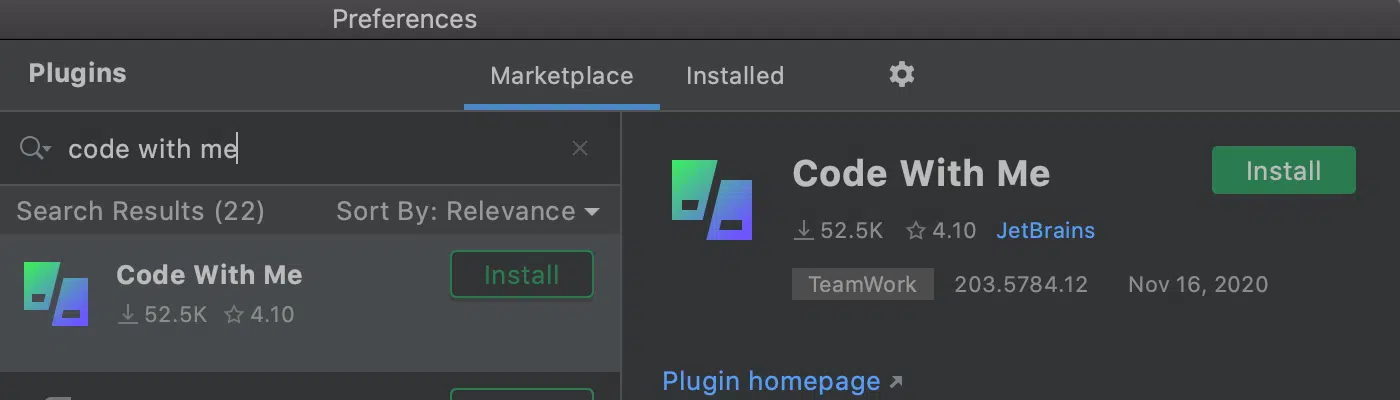 Preferences
Plugins
Marketplace
Installed
code with me
Search Results (22)
Sort By: Relevance
Code With Me
Install
52.5K
4.10
Code With Me
Install
52.5K
4.10
JetBrains
TeamWork
203.5784.12
Nov 16, 2020
Plugin homepage